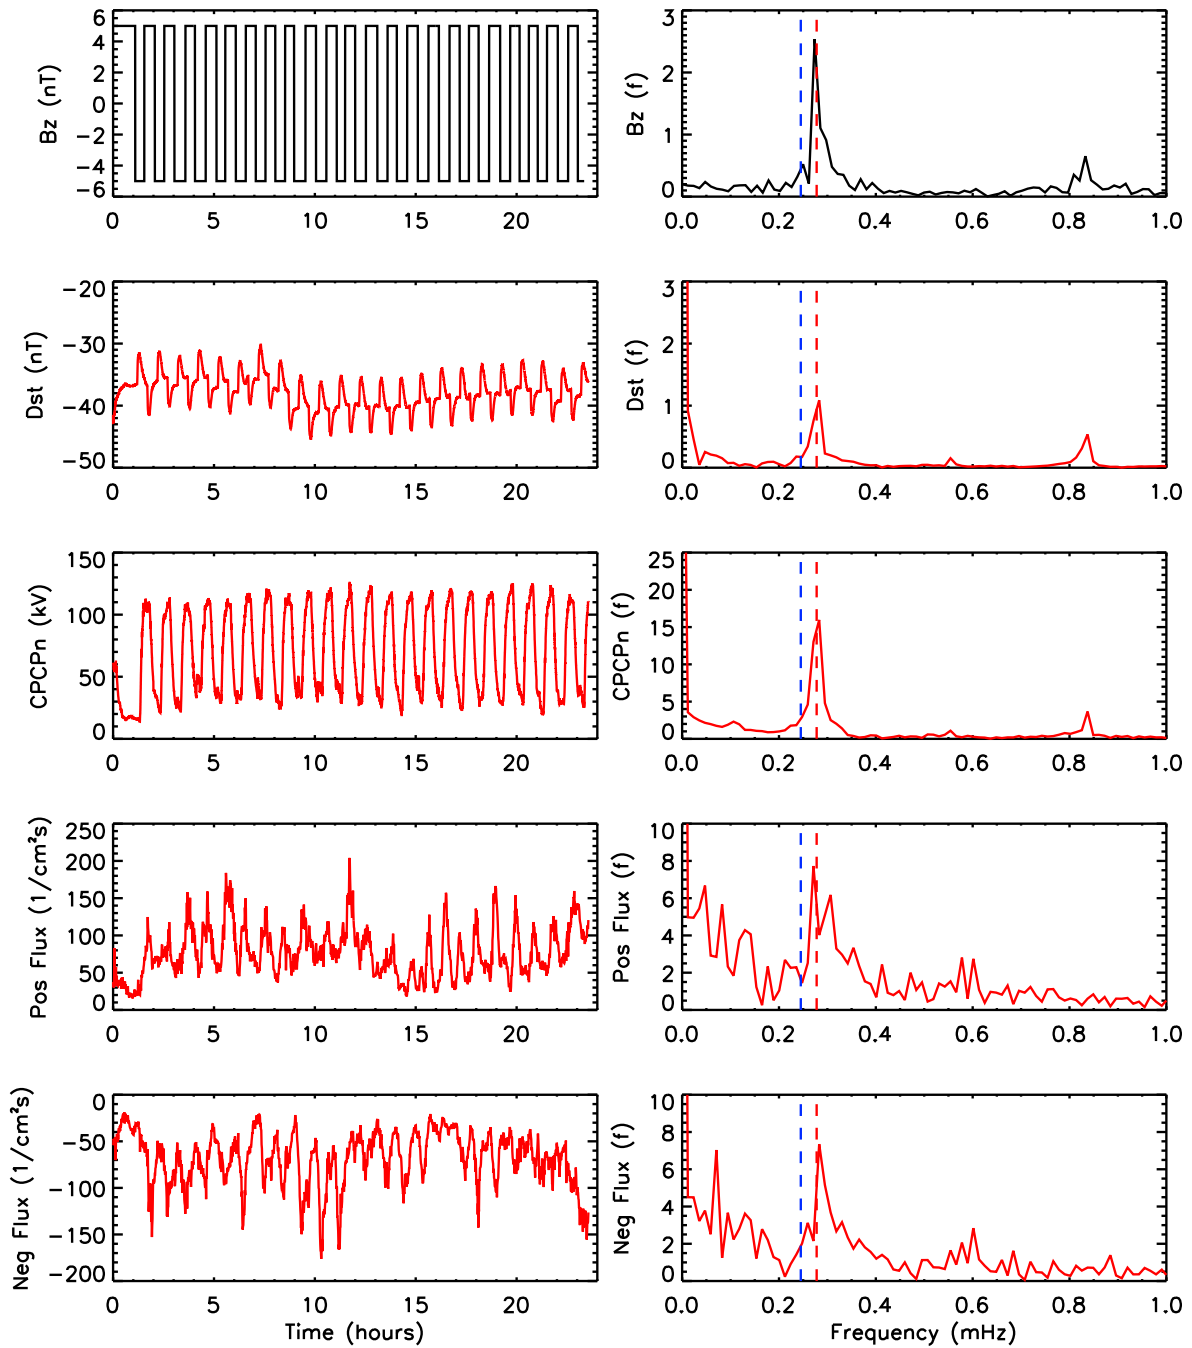 Bz (nT)
6
4
2
0
−2
−4
−6
0 5 10 15 20
Bz (f)
3
2
1
0
0.0 0.2 0.4 0.6 0.8 1.0
Dst (nT)
−20
−30
−40
−50
0 5 10 15 20
Dst (f)
3
2
1
0
0.0 0.2 0.4 0.6 0.8 1.0
CPCPn (kV)
150
100
50
0
0 5 10 15 20
CPCPn (f)
25
20
15
10
5
0
0.0 0.2 0.4 0.6 0.8 1.0
Pos Flux (1/cm²s)
250
200
150
100
50
0
0 5 10 15 20
Pos Flux (f)
10
8
6
4
2
0
0.0 0.2 0.4 0.6 0.8 1.0
Neg Flux (1/cm²s)
0
−50
−100
−150
−200
0 5 10 15 20
Time (hours)
Neg Flux (f)
10
8
6
4
2
0
0.0 0.2 0.4 0.6 0.8 1.0
Frequency (mHz)